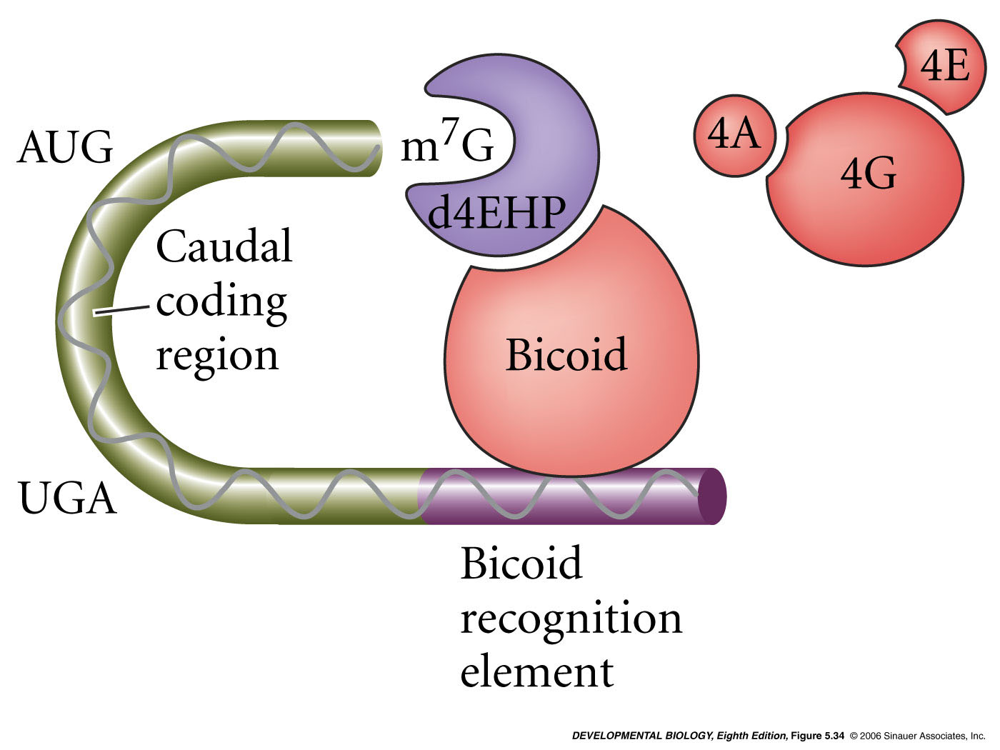 4E
4A
4G
AUG
m⁷G
d4EHP
Caudal
coding
region
Bicoid
UGA
Bicoid
recognition
element
DEVELOPMENTAL BIOLOGY, Eighth Edition, Figure 5.34 © 2006 Sinauer Associates, Inc.